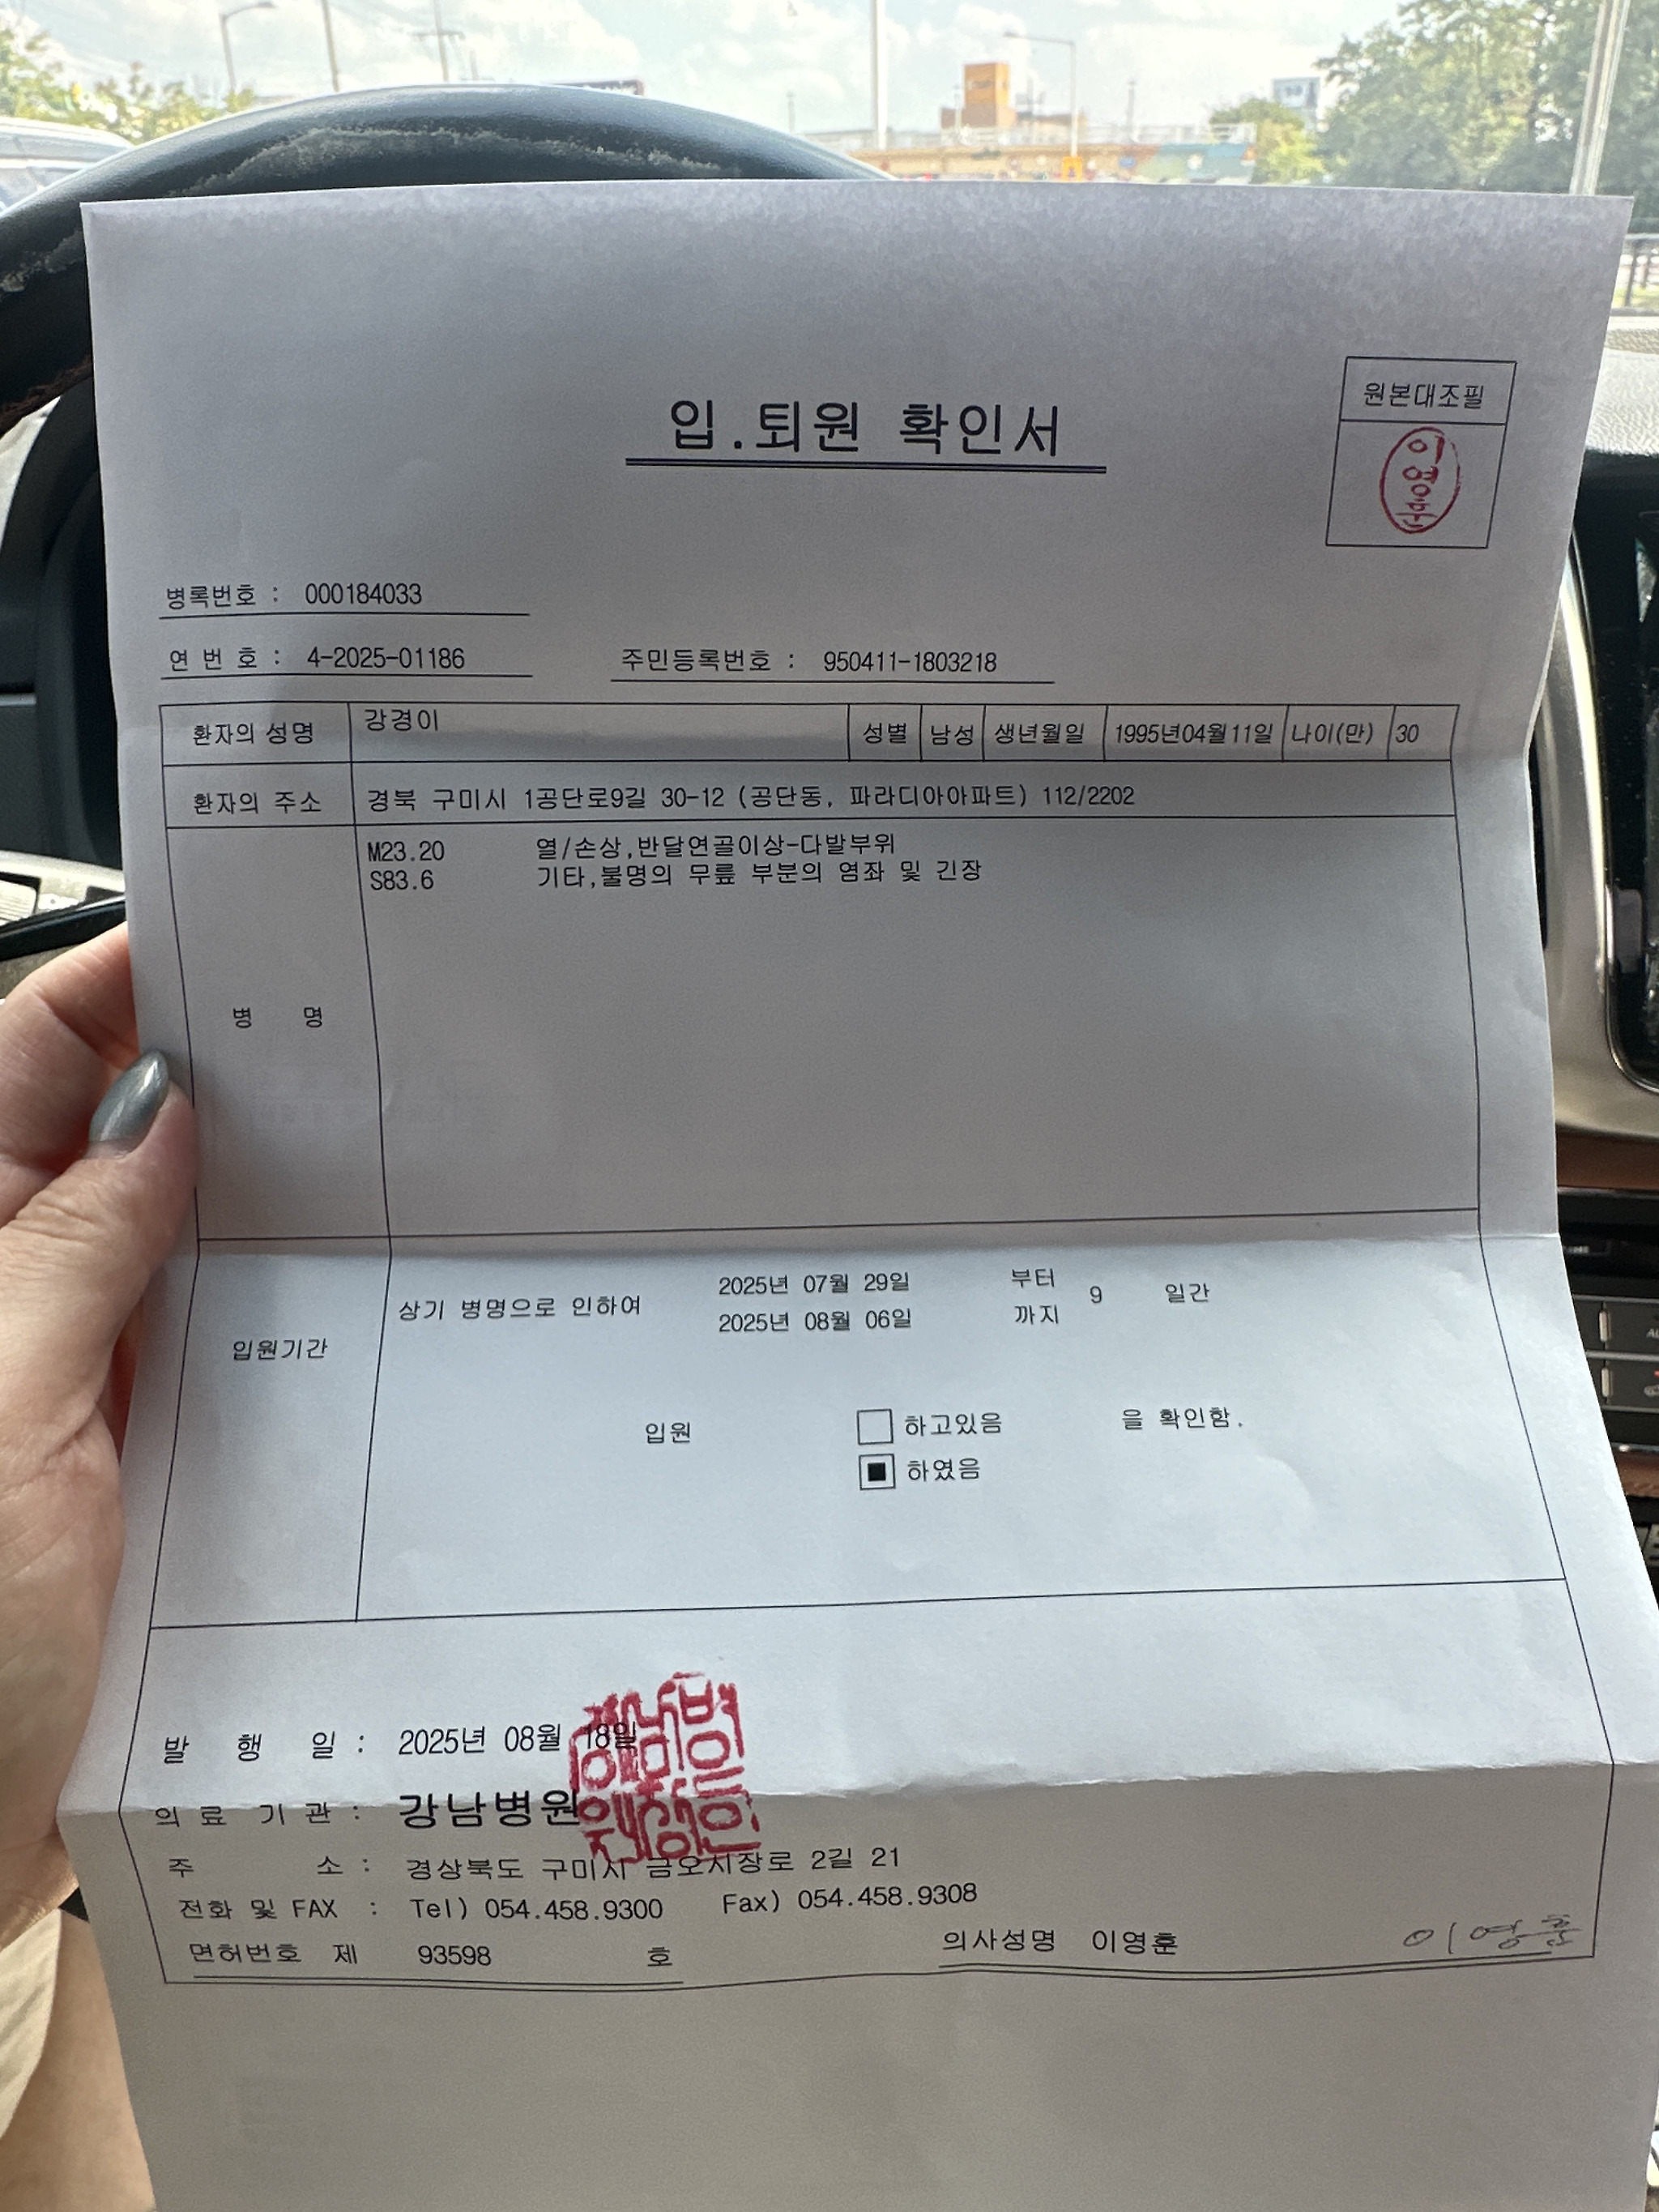 입.퇴원 확인서
원본대조필
이영훈
병록번호 : 000184033
연 번 호 : 4-2025-01186 주민등록번호 : 950411-1803218
환자의 성명 강경이 성별 남성 생년월일 1995년04월11일 나이(만) 30
환자의 주소 경북 구미시 1공단로9길 30-12 (공단동, 파라디아아파트) 112/2202
병 명
M23.20 열/손상,반달연골이상-다발부위
S83.6 기타,불명의 무릎 부분의 염좌 및 긴장
입원기간
상기 병명으로 인하여
2025년 07월 29일 부터
2025년 08월 06일 까지
9 일간
입원
하고있음
하였음
을 확인함.
발 행 일 : 2025년 08월 18일
의 료 기 관 : 강남병원
주 소 : 경상북도 구미시 금오시장로 2길 21
전화 및 FAX : Tel) 054.458.9300 Fax) 054.458.9308
면허번호 제 93598 호 의사성명 이영훈 이영훈